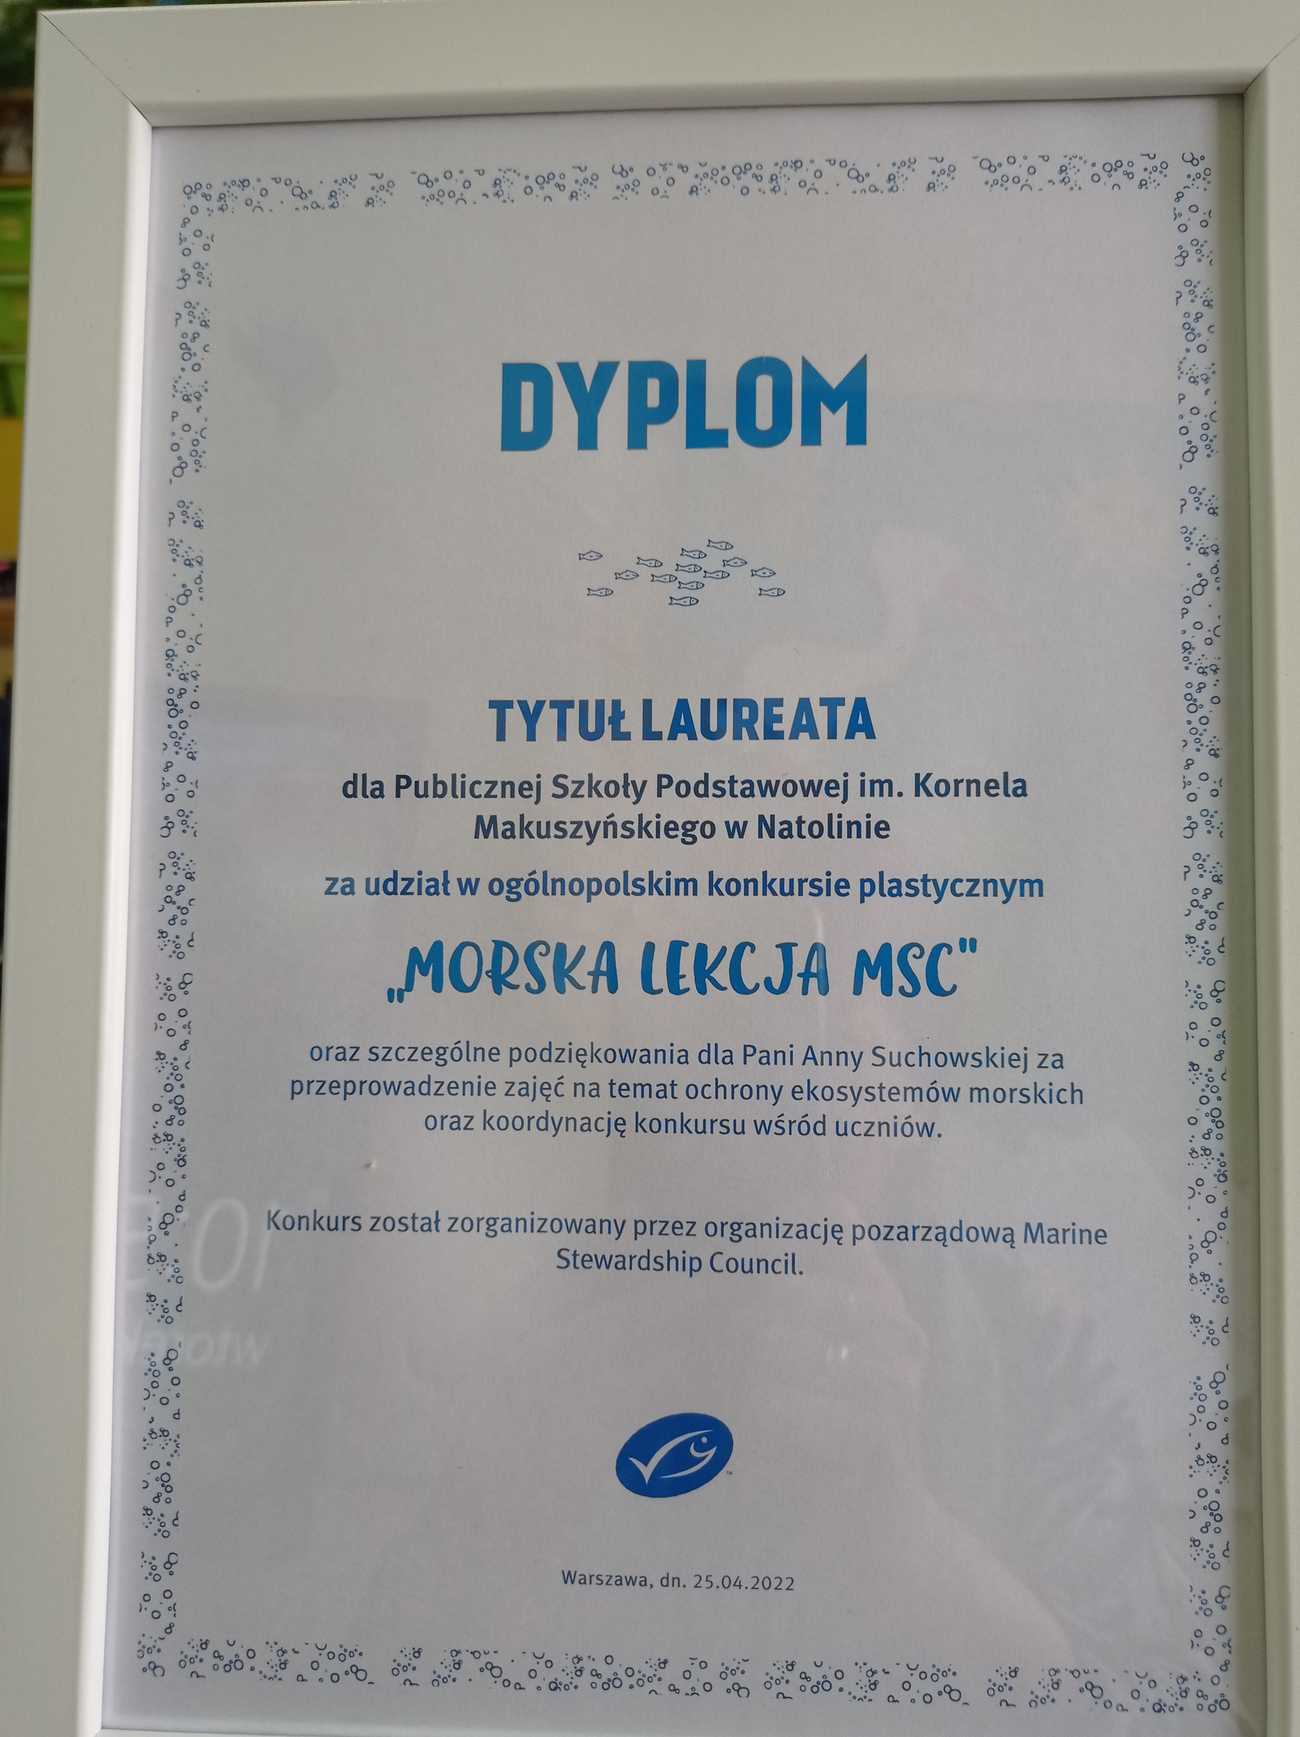 DYPLOM
TYTUŁ LAUREATA
dla Publicznej Szkoły Podstawowej im. Kornela
Makuszyńskiego w Natolinie
za udział w ogólnopolskim konkursie plastycznym
„MORSKA LEKCJA MSC"
oraz szczególne podziękowania dla Pani Anny Suchowskiej za
przeprowadzenie zajęć na temat ochrony ekosystemów morskich
oraz koordynację konkursu wśród uczniów.
Konkurs został zorganizowany przez organizację pozarządową Marine
Stewardship Council.
TM
Warszawa, dn. 25.04.2022